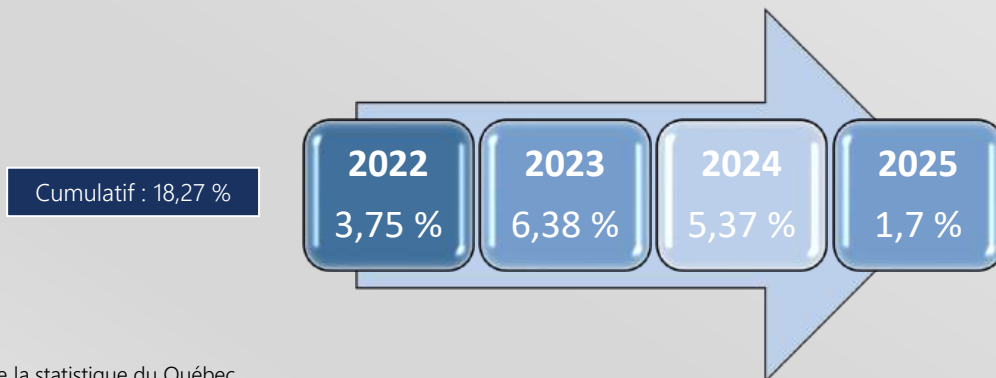 2022 2023 2024 2025
Cumulatif : 18,27 %
3,75 % 6,38 % 5,37 % 1,7 %
la statistique du Québec